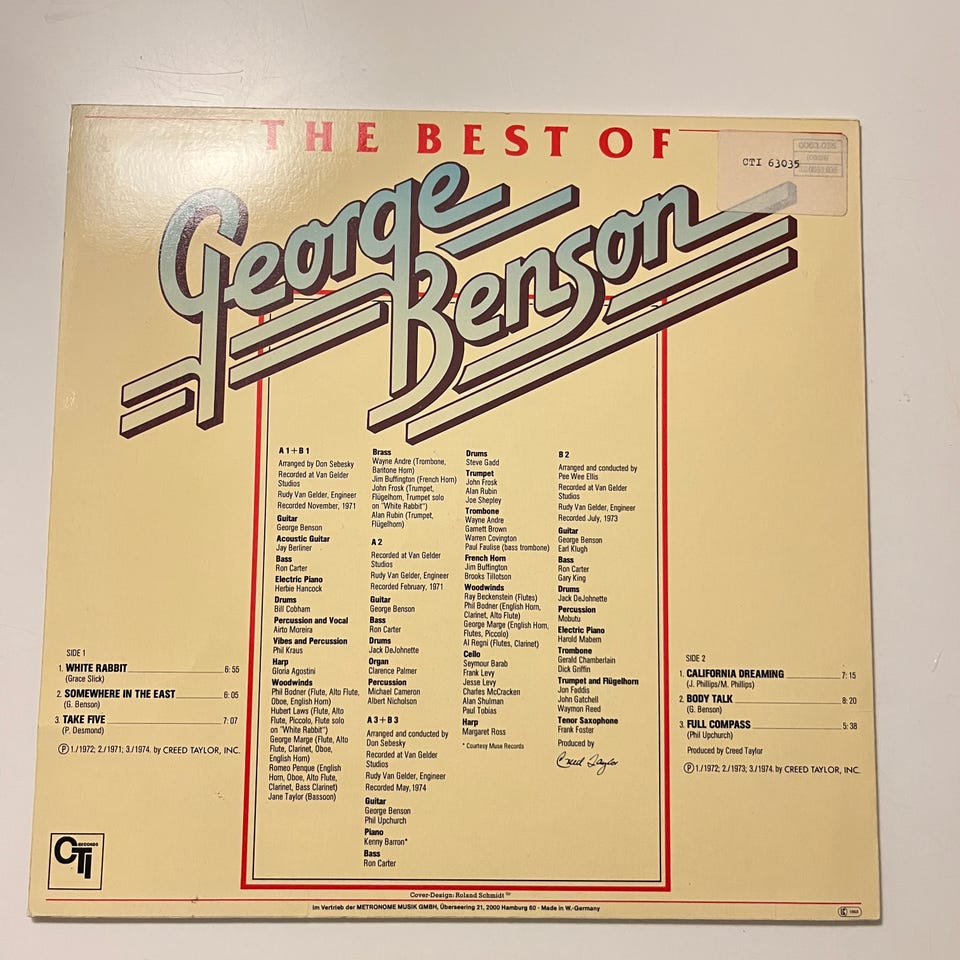 THE BEST OF
George
Benson
CTI 63035
A 1 + B 1
Arranged by Don Sebesky
Recorded at Van Gelder
Studios
Rudy Van Gelder, Engineer
Recorded November, 1971
Guitar
George Benson
Acoustic Guitar
Jay Berliner
Bass
Ron Carter
Electric Piano
Herbie Hancock
Drums
Bill Cobham
Percussion and Vocal
Airto Moreira
Vibes and Percussion
Phil Kraus
Harp
Gloria Agostini
Woodwinds
Phil Bodner (Flute, Alto Flute,
Oboe, English Horn)
Hubert Laws (Flute, Alto
Flute, Piccolo, Flute solo
on "White Rabbit")
George Marge (Flute, Alto
Flute, Clarinet, Oboe,
English Horn)
Romeo Penque (English
Horn, Oboe, Alto Flute,
Clarinet, Bass Clarinet)
Jane Taylor (Bassoon)
Brass
Wayne Andre (Trombone,
Baritone Horn)
Jim Buffington (French Horn)
John Frosk (Trumpet,
Flügelhorn, Trumpet solo
on "White Rabbit")
Alan Rubin (Trumpet,
Flügelhorn)
A 2
Recorded at Van Gelder
Studios
Rudy Van Gelder, Engineer
Recorded February, 1971
Guitar
George Benson
Bass
Ron Carter
Drums
Jack DeJohnette
Organ
Clarence Palmer
Percussion
Michael Cameron
Albert Nicholson
A 3 + B 3
Arranged and conducted by
Don Sebesky
Recorded at Van Gelder
Studios
Rudy Van Gelder, Engineer
Recorded May, 1974
Guitar
George Benson
Phil Upchurch
Piano
Kenny Barron*
Bass
Ron Carter
Drums
Steve Gadd
Trumpet
John Frosk
Alan Rubin
Joe Shepley
Trombone
Wayne Andre
Garnett Brown
Warren Covington
Paul Faulise (bass trombone)
French Horn
Jim Buffington
Brooks Tillotson
Woodwinds
Ray Beckenstein (Flutes)
Phil Bodner (English Horn,
Clarinet, Alto Flute)
George Marge (English Horn,
Flutes, Piccolo)
Al Regni (Flutes, Clarinet)
Cello
Seymour Barab
Frank Levy
Jesse Levy
Charles McCracken
Alan Shulman
Paul Tobias
Harp
Margaret Ross
* Courtesy Muse Records
B 2
Arranged and conducted by
Pee Wee Ellis
Recorded at Van Gelder
Studios
Rudy Van Gelder, Engineer
Recorded July, 1973
Guitar
George Benson
Earl Klugh
Bass
Ron Carter
Gary King
Drums
Jack DeJohnette
Percussion
Mobutu
Electric Piano
Harold Mabern
Trombone
Gerald Chamberlain
Dick Griffin
Trumpet and Flügelhorn
Jon Faddis
John Gatchell
Waymon Reed
Tenor Saxophone
Frank Foster
Produced by
Creed Taylor
SIDE 1
1. WHITE RABBIT 6:55
(Grace Slick)
2. SOMEWHERE IN THE EAST 6:05
(G. Benson)
3. TAKE FIVE 7:07
(P. Desmond)
Ⓟ 1./1972; 2./1971; 3./1974. by CREED TAYLOR, INC.
SIDE 2
1. CALIFORNIA DREAMING 7:15
(J. Phillips/M. Phillips)
2. BODY TALK 8:20
(G. Benson)
3. FULL COMPASS 5:38
(Phil Upchurch)
Produced by Creed Taylor
Ⓟ 1./1972; 2./1973; 3./1974. by CREED TAYLOR, INC.
CTI
RECORDS
Cover-Design: Roland Schmidt
Im Vertrieb der METRONOME MUSIK GMBH, Überseering 21, 2000 Hamburg 60 · Made in W.-Germany